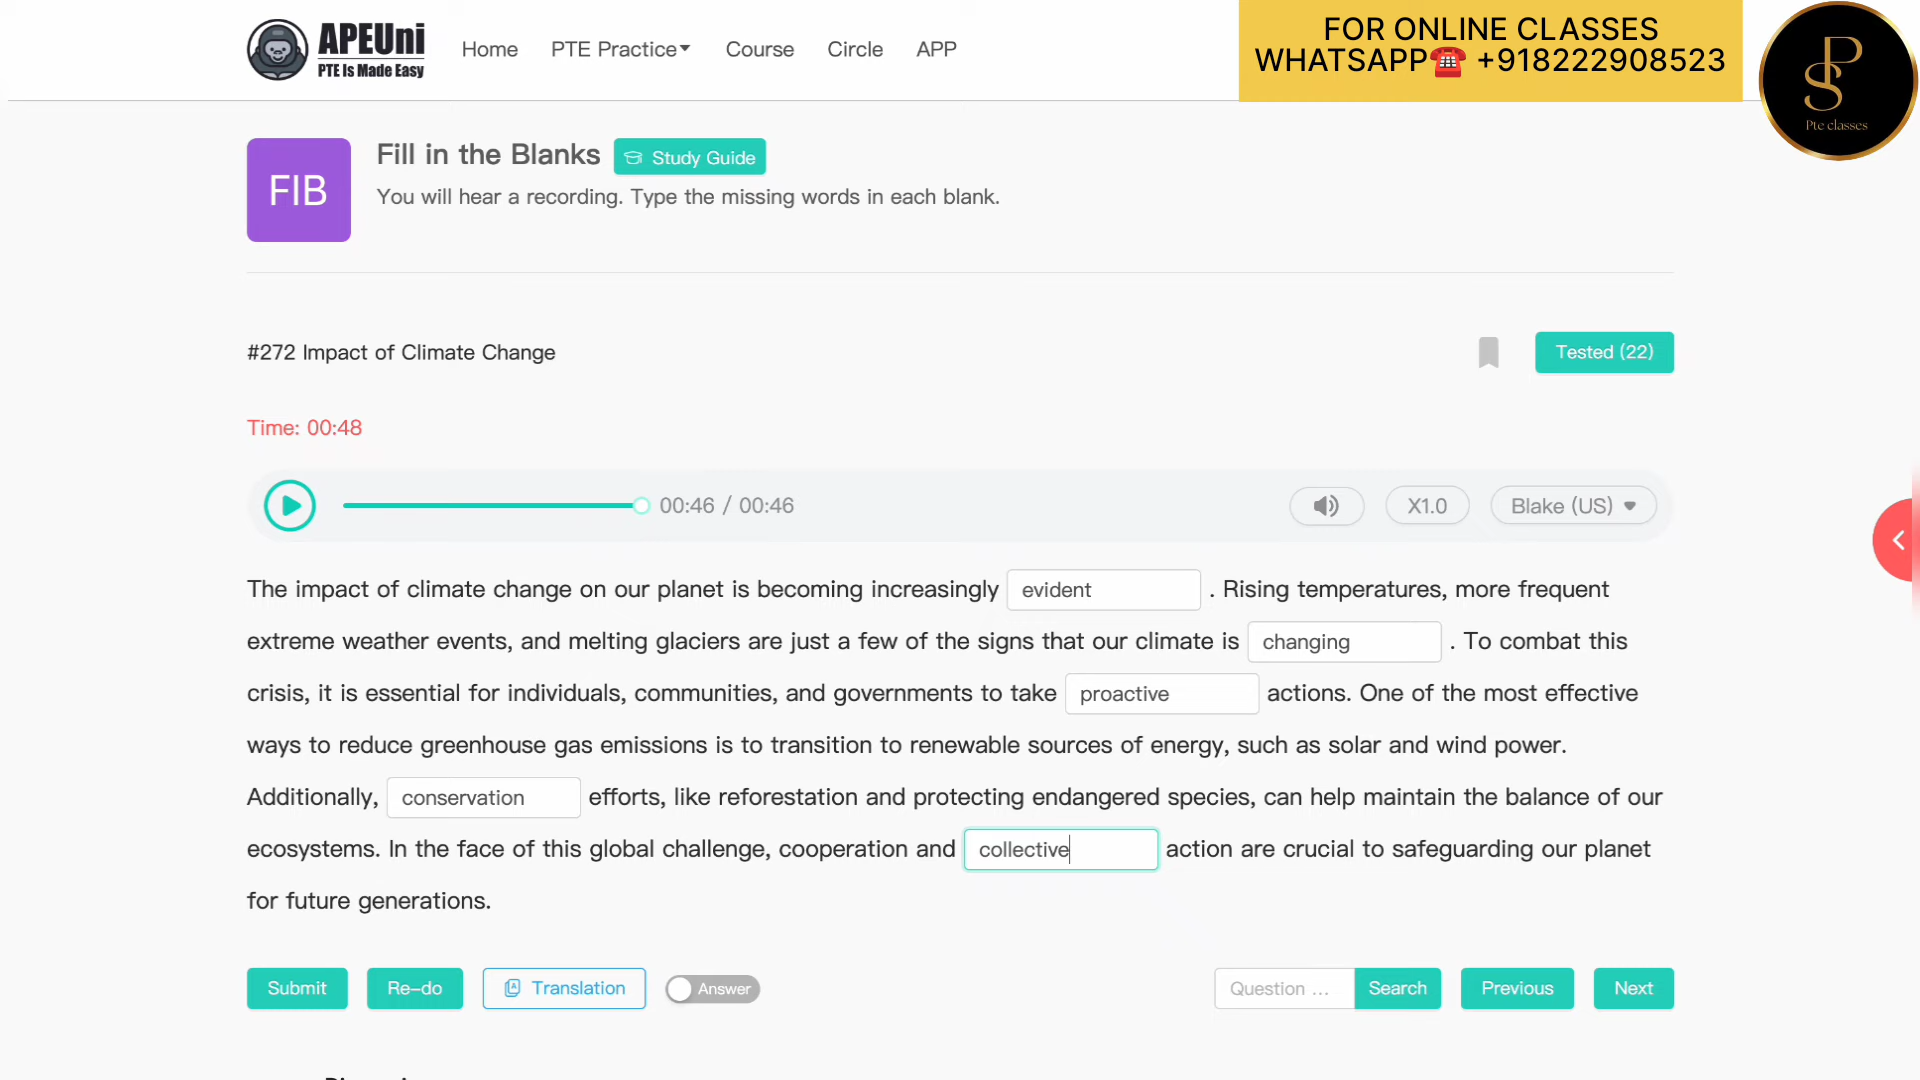 APEUni
PTE Is Made Easy
Home PTE Practice Course Circle APP
FOR ONLINE CLASSES
WHATSAPP☎️ +918222908523
PS
Pte classes
FIB
Fill in the Blanks Study Guide
You will hear a recording. Type the missing words in each blank.
#272 Impact of Climate Change
Tested (22)
Time: 00:48
00:46 / 00:46 X1.0 Blake (US)
The impact of climate change on our planet is becoming increasingly evident . Rising temperatures, more frequent
extreme weather events, and melting glaciers are just a few of the signs that our climate is changing . To combat this
crisis, it is essential for individuals, communities, and governments to take proactive actions. One of the most effective
ways to reduce greenhouse gas emissions is to transition to renewable sources of energy, such as solar and wind power.
Additionally, conservation efforts, like reforestation and protecting endangered species, can help maintain the balance of our
ecosystems. In the face of this global challenge, cooperation and collective action are crucial to safeguarding our planet
for future generations.
Submit Re-do Translation Answer Question ... Search Previous Next